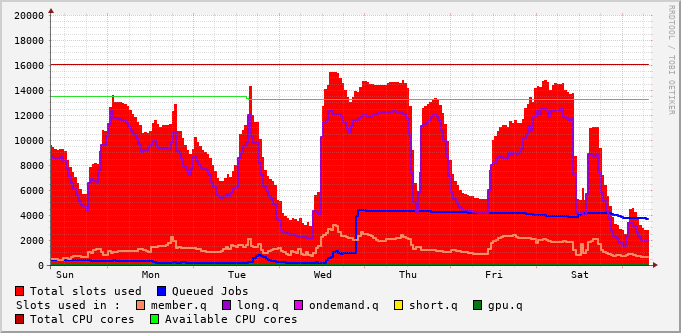 20000
18000
16000
14000
12000
10000
8000
6000
4000
2000
0
RRDTOOL / TOBI OETIKER
Sun Mon Tue Wed Thu Fri Sat
Total slots used Queued Jobs
Slots used in : member.q long.q ondemand.q short.q gpu.q
Total CPU cores Available CPU cores